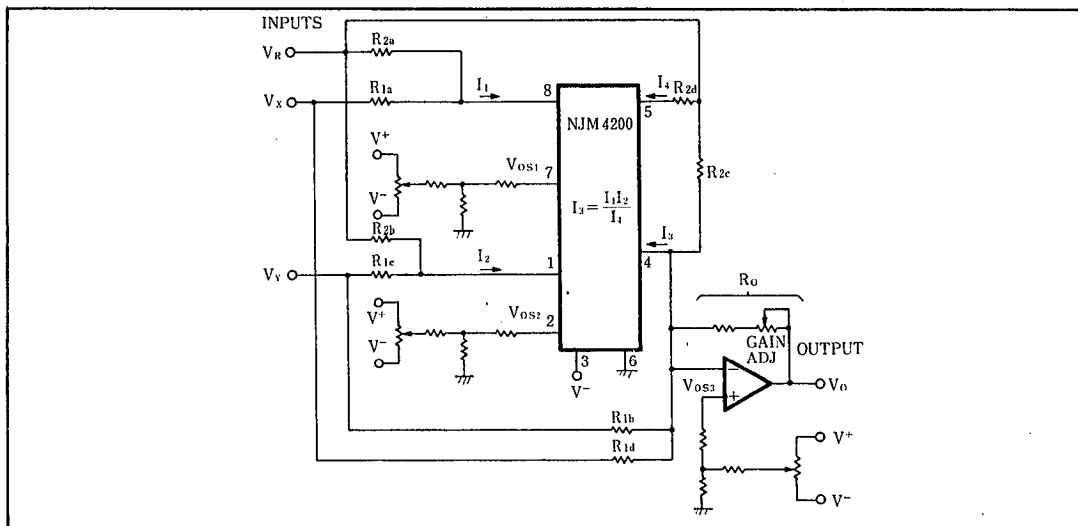 INPUTS
V_R
R_2a
V_X
R_1a
I_1
8
I_4
R_2d
5
NJM 4200
V+
V_OS1
7
R_2c
V−
I_3 = I_1I_2 / I_4
R_2b
I_3
V_Y
R_1c
I_2
1
4
R_O
V+
V_OS2
2
V−
GAIN
ADJ
OUTPUT
3
6
V−
−
V_O
V_OS3
+
R_1b
R_1d
V+
V−